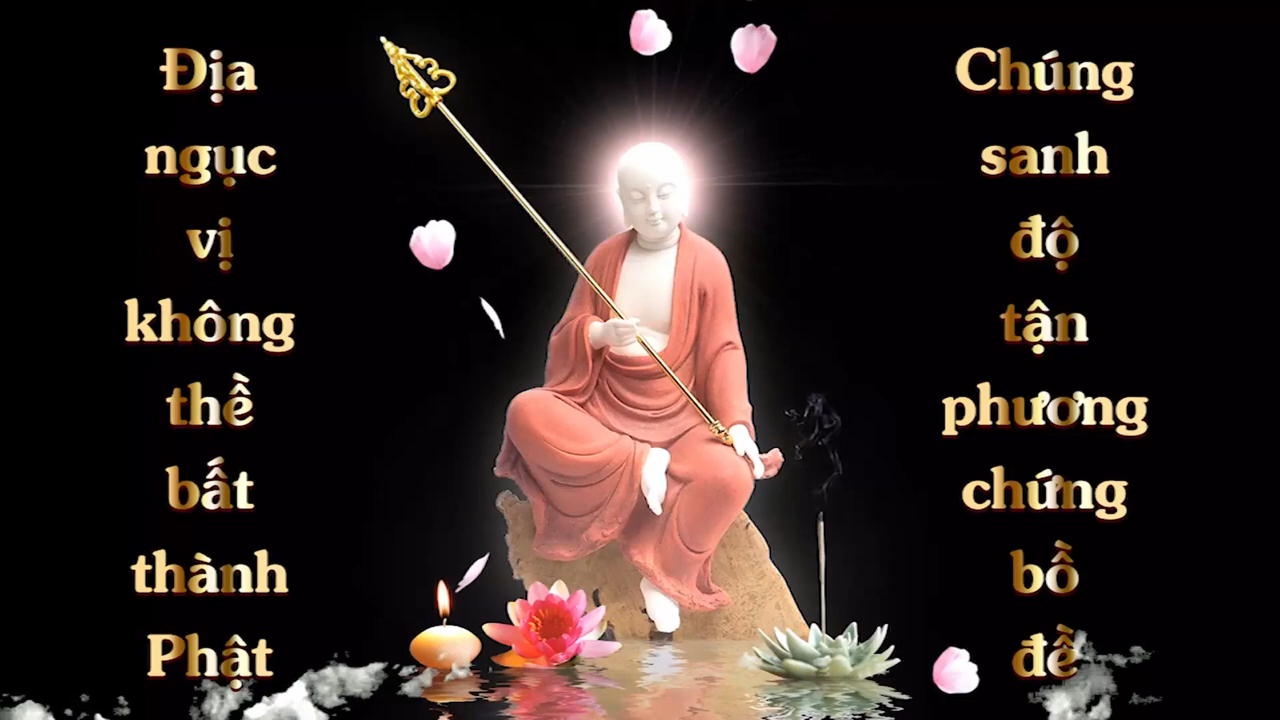 Địa
ngục
vị
không
thề
bất
thành
Phật
Chúng
sanh
độ
tận
phương
chứng
bồ
đề